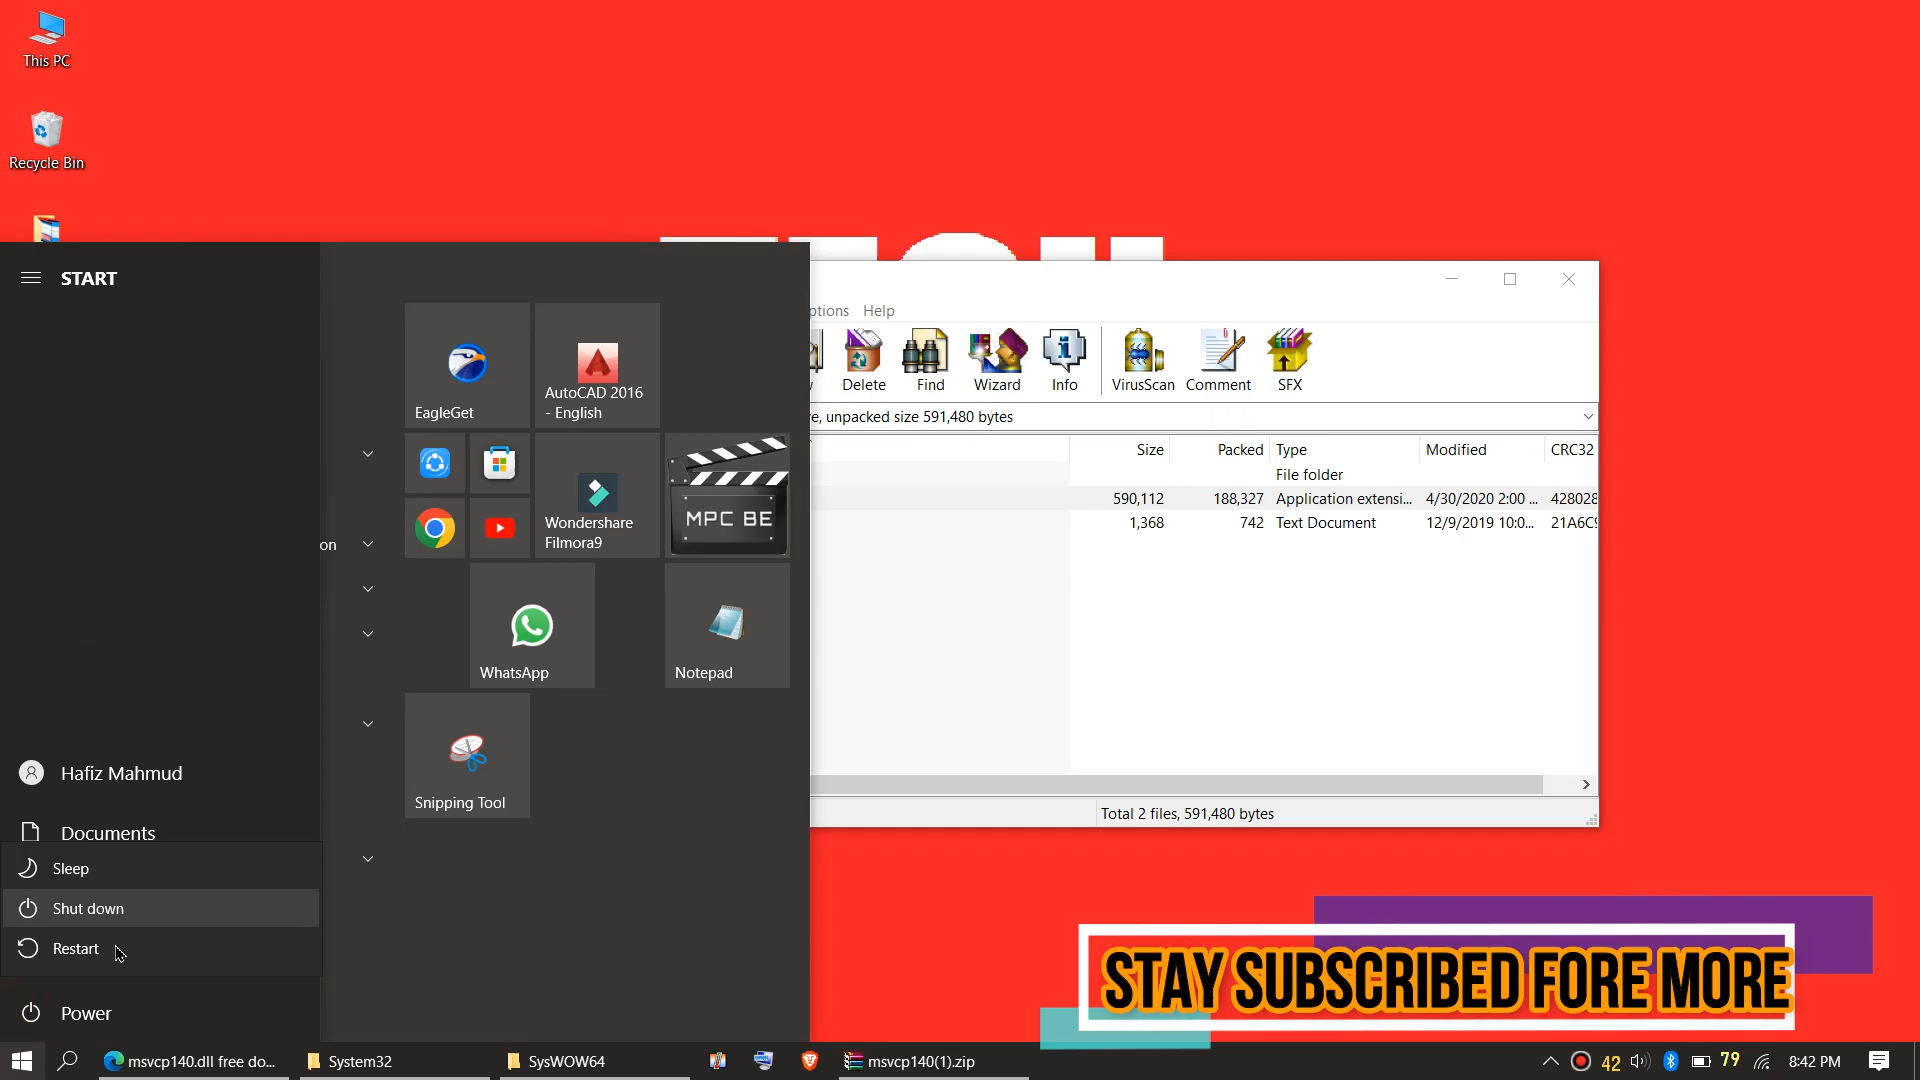 This PC
Recycle Bin
START
EagleGet
AutoCAD 2016
- English
Wondershare
Filmora9
MPC BE
on
WhatsApp
Notepad
Snipping Tool
Hafiz Mahmud
Documents
Sleep
Shut down
Restart
Power
ptions Help
Delete Find Wizard Info VirusScan Comment SFX
e, unpacked size 591,480 bytes
Size Packed Type Modified CRC32
File folder
590,112 188,327 Application extensi... 4/30/2020 2:00 ... 428028
1,368 742 Text Document 12/9/2019 10:0... 21A6C
Total 2 files, 591,480 bytes
STAY SUBSCRIBED FORE MORE
msvcp140.dll free do... System32 SysWOW64 msvcp140(1).zip 42 79 8:42 PM